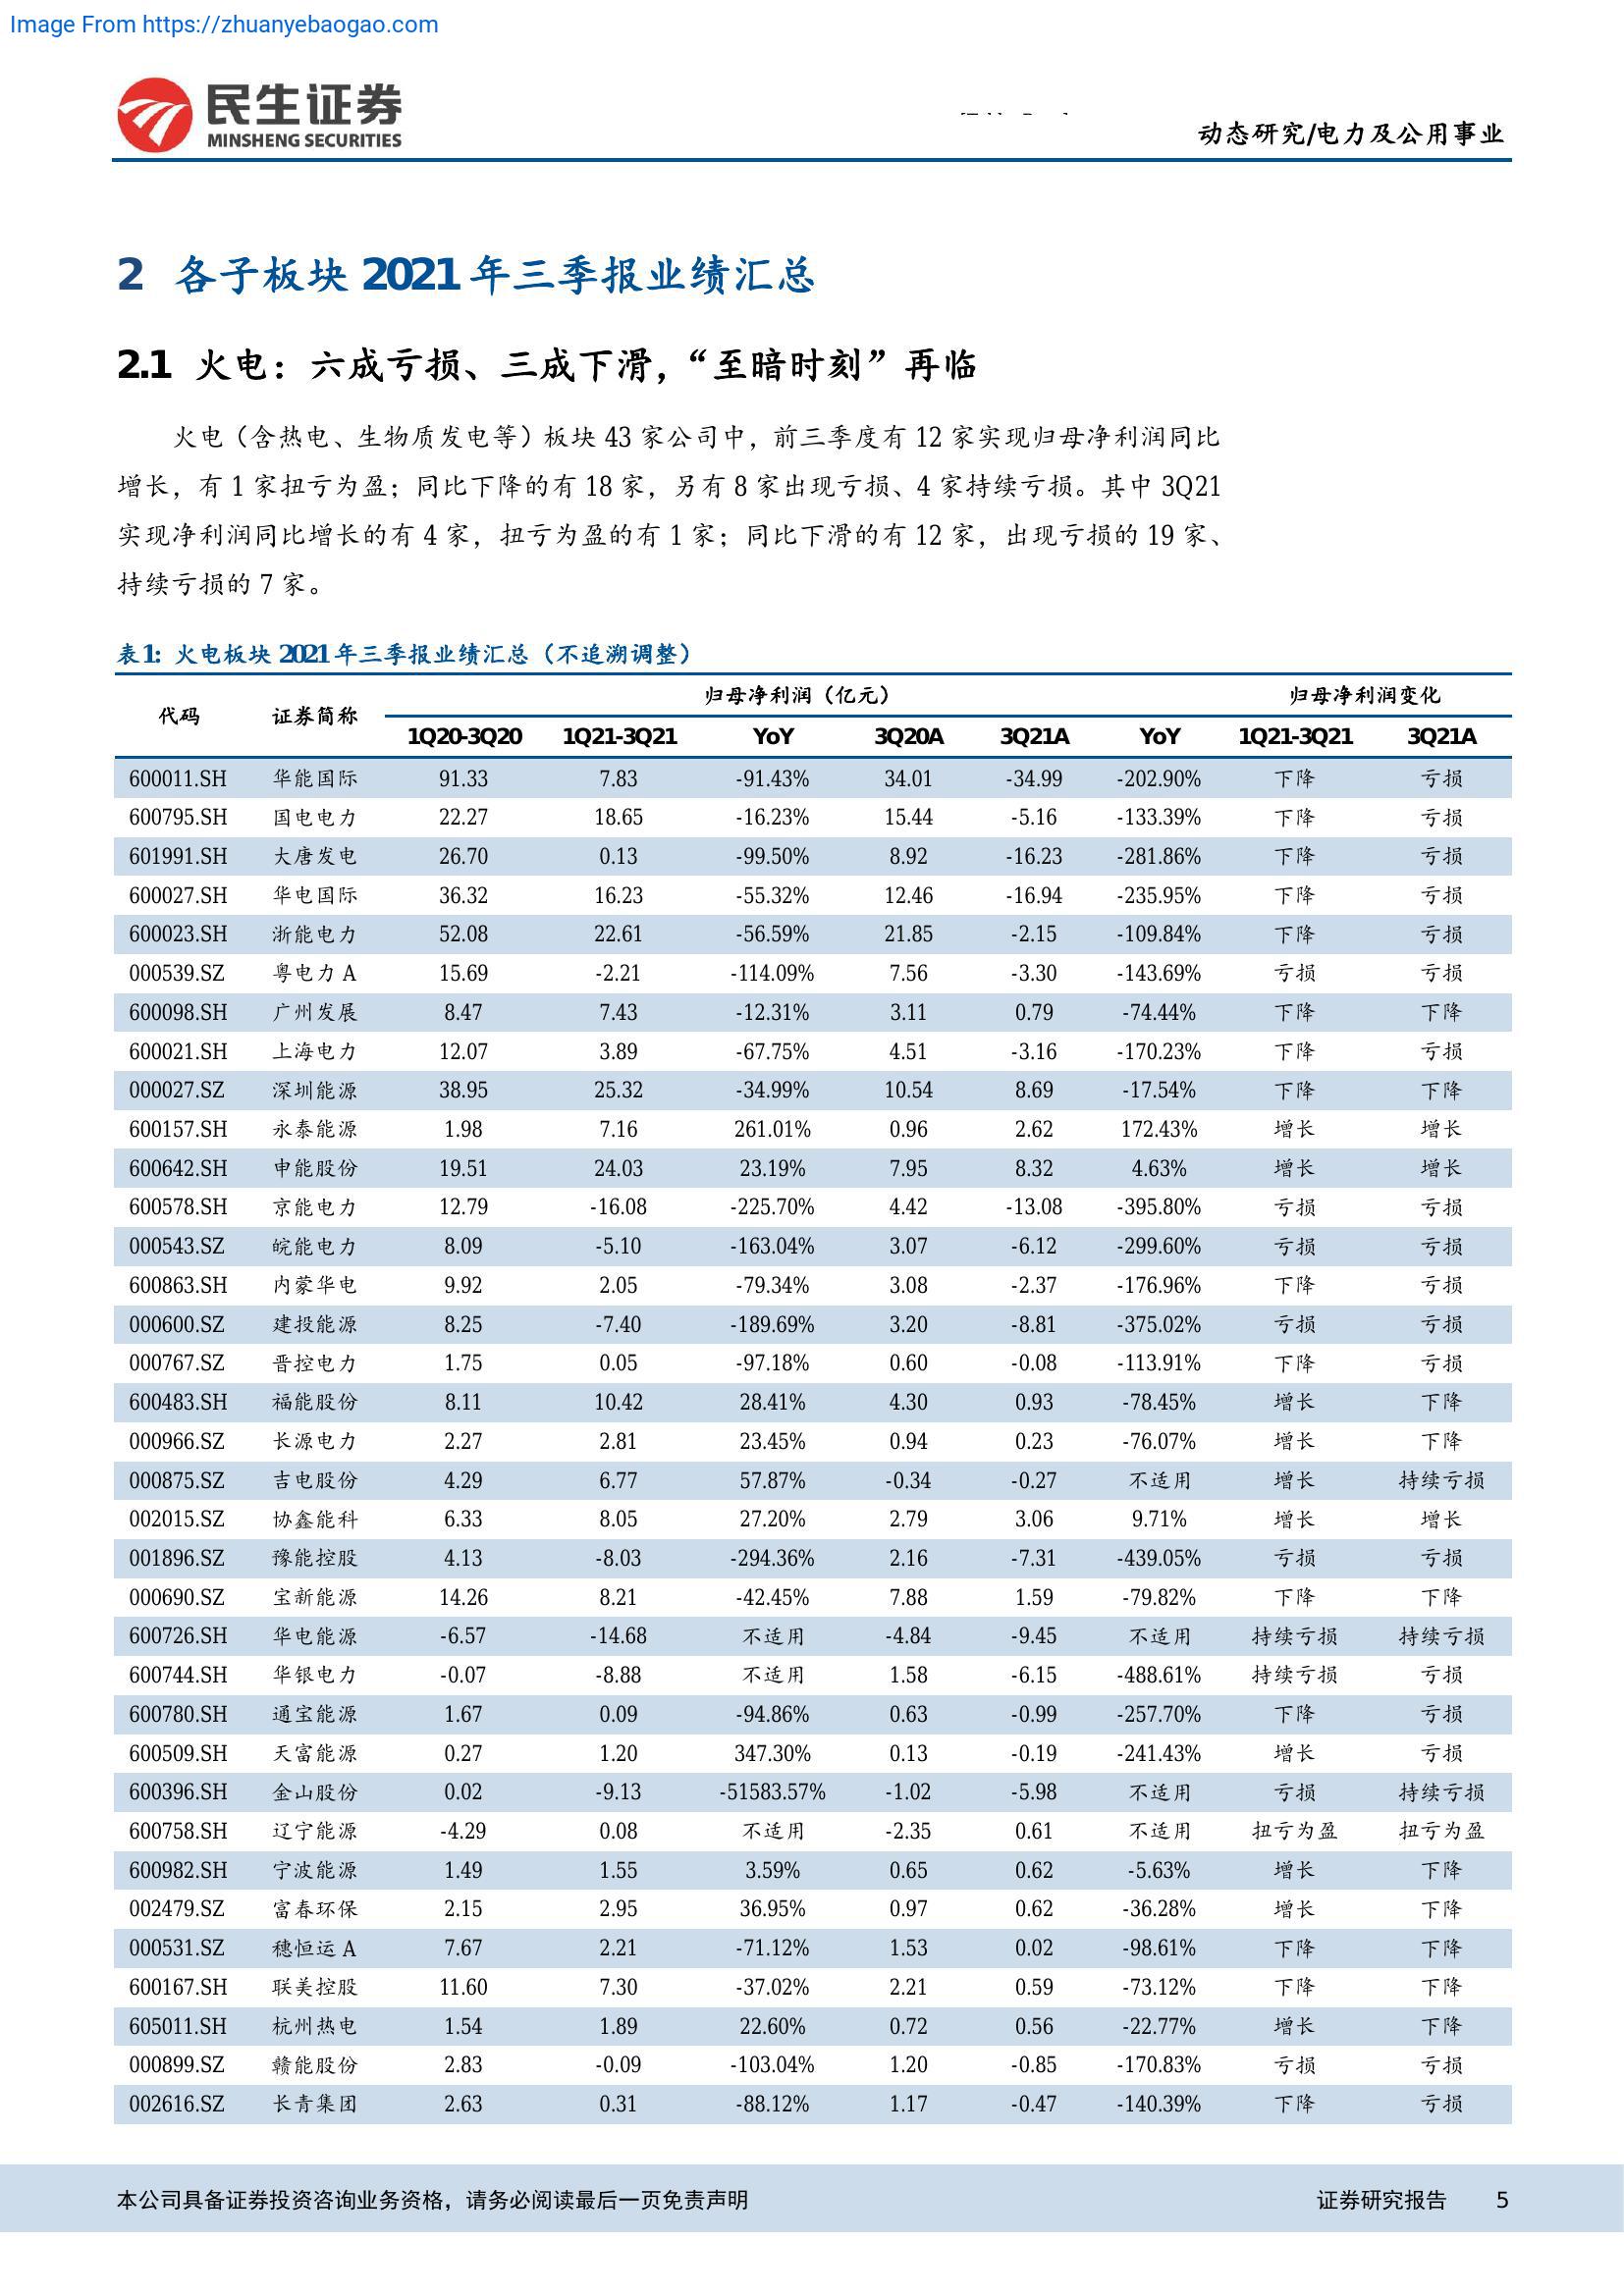 Image From https://zhuanyebaogao.com
民生证券
MINSHENG SECURITIES
动态研究/电力及公用事业
2 各子板块 2021 年三季报业绩汇总
2.1 火电：六成亏损、三成下滑，“至暗时刻”再临
火电（含热电、生物质发电等）板块 43 家公司中，前三季度有 12 家实现归母净利润同比
增长，有 1 家扭亏为盈；同比下降的有 18 家，另有 8 家出现亏损、4 家持续亏损。其中 3Q21
实现净利润同比增长的有 4 家，扭亏为盈的有 1 家；同比下滑的有 12 家，出现亏损的 19 家、
持续亏损的 7 家。
表1: 火电板块 2021 年三季报业绩汇总（不追溯调整）
代码 证券简称 归母净利润（亿元） 归母净利润变化
1Q20-3Q20 1Q21-3Q21 YoY 3Q20A 3Q21A YoY 1Q21-3Q21 3Q21A
600011.SH 华能国际 91.33 7.83 -91.43% 34.01 -34.99 -202.90% 下降 亏损
600795.SH 国电电力 22.27 18.65 -16.23% 15.44 -5.16 -133.39% 下降 亏损
601991.SH 大唐发电 26.70 0.13 -99.50% 8.92 -16.23 -281.86% 下降 亏损
600027.SH 华电国际 36.32 16.23 -55.32% 12.46 -16.94 -235.95% 下降 亏损
600023.SH 浙能电力 52.08 22.61 -56.59% 21.85 -2.15 -109.84% 下降 亏损
000539.SZ 粤电力 A 15.69 -2.21 -114.09% 7.56 -3.30 -143.69% 亏损 亏损
600098.SH 广州发展 8.47 7.43 -12.31% 3.11 0.79 -74.44% 下降 下降
600021.SH 上海电力 12.07 3.89 -67.75% 4.51 -3.16 -170.23% 下降 亏损
000027.SZ 深圳能源 38.95 25.32 -34.99% 10.54 8.69 -17.54% 下降 下降
600157.SH 永泰能源 1.98 7.16 261.01% 0.96 2.62 172.43% 增长 增长
600642.SH 申能股份 19.51 24.03 23.19% 7.95 8.32 4.63% 增长 增长
600578.SH 京能电力 12.79 -16.08 -225.70% 4.42 -13.08 -395.80% 亏损 亏损
000543.SZ 皖能电力 8.09 -5.10 -163.04% 3.07 -6.12 -299.60% 亏损 亏损
600863.SH 内蒙华电 9.92 2.05 -79.34% 3.08 -2.37 -176.96% 下降 亏损
000600.SZ 建投能源 8.25 -7.40 -189.69% 3.20 -8.81 -375.02% 亏损 亏损
000767.SZ 晋控电力 1.75 0.05 -97.18% 0.60 -0.08 -113.91% 下降 亏损
600483.SH 福能股份 8.11 10.42 28.41% 4.30 0.93 -78.45% 增长 下降
000966.SZ 长源电力 2.27 2.81 23.45% 0.94 0.23 -76.07% 增长 下降
000875.SZ 吉电股份 4.29 6.77 57.87% -0.34 -0.27 不适用 增长 持续亏损
002015.SZ 协鑫能科 6.33 8.05 27.20% 2.79 3.06 9.71% 增长 增长
001896.SZ 豫能控股 4.13 -8.03 -294.36% 2.16 -7.31 -439.05% 亏损 亏损
000690.SZ 宝新能源 14.26 8.21 -42.45% 7.88 1.59 -79.82% 下降 下降
600726.SH 华电能源 -6.57 -14.68 不适用 -4.84 -9.45 不适用 持续亏损 持续亏损
600744.SH 华银电力 -0.07 -8.88 不适用 1.58 -6.15 -488.61% 持续亏损 亏损
600780.SH 通宝能源 1.67 0.09 -94.86% 0.63 -0.99 -257.70% 下降 亏损
600509.SH 天富能源 0.27 1.20 347.30% 0.13 -0.19 -241.43% 增长 亏损
600396.SH 金山股份 0.02 -9.13 -51583.57% -1.02 -5.98 不适用 亏损 持续亏损
600758.SH 辽宁能源 -4.29 0.08 不适用 -2.35 0.61 不适用 扭亏为盈 扭亏为盈
600982.SH 宁波能源 1.49 1.55 3.59% 0.65 0.62 -5.63% 增长 下降
002479.SZ 富春环保 2.15 2.95 36.95% 0.97 0.62 -36.28% 增长 下降
000531.SZ 穗恒运 A 7.67 2.21 -71.12% 1.53 0.02 -98.61% 下降 下降
600167.SH 联美控股 11.60 7.30 -37.02% 2.21 0.59 -73.12% 下降 下降
605011.SH 杭州热电 1.54 1.89 22.60% 0.72 0.56 -22.77% 增长 下降
000899.SZ 赣能股份 2.83 -0.09 -103.04% 1.20 -0.85 -170.83% 亏损 亏损
002616.SZ 长青集团 2.63 0.31 -88.12% 1.17 -0.47 -140.39% 下降 亏损
本公司具备证券投资咨询业务资格，请务必阅读最后一页免责声明 证券研究报告 5